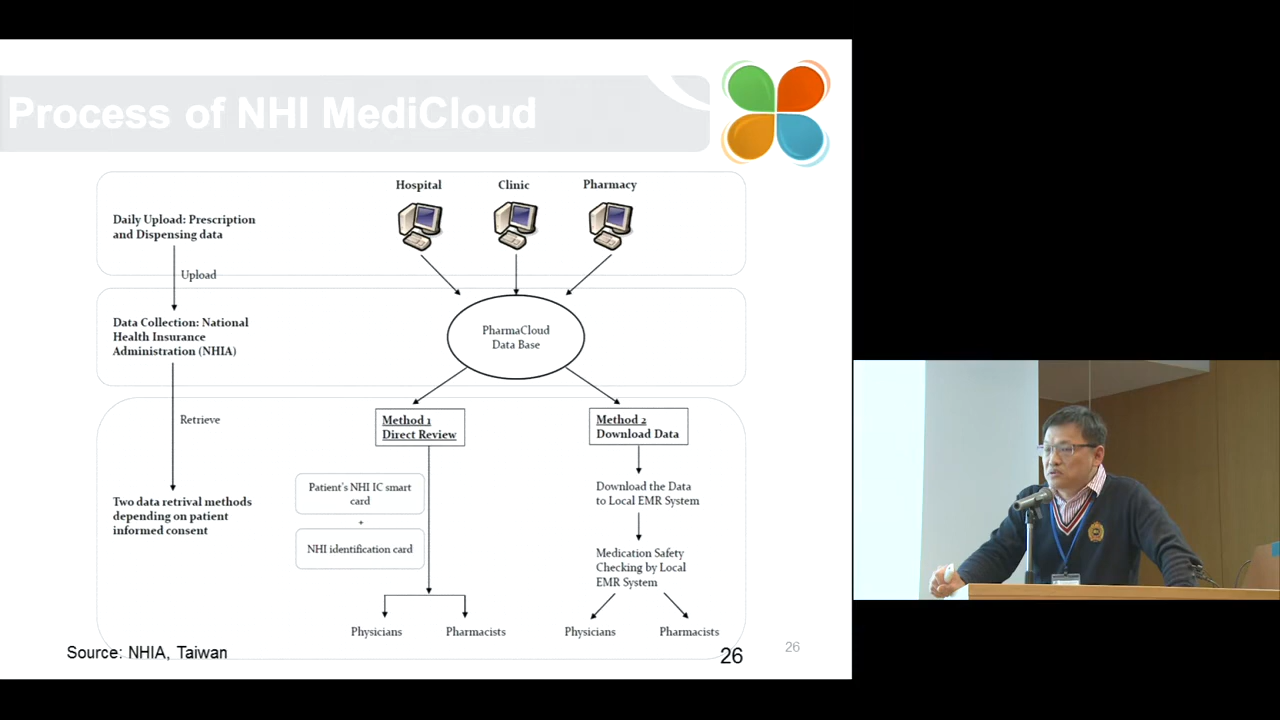 Process of NHI MediCloud
Hospital
Clinic
Pharmacy
Daily Upload: Prescription
and Dispensing data
Upload
Data Collection: National
Health Insurance
Administration (NHIA)
PharmaCloud
Data Base
Retrieve
Method 1
Direct Review
Method 2
Download Data
Two data retrival methods
depending on patient
informed consent
Patient's NHI IC smart
card
+
NHI identification card
Download the Data
to Local EMR System
Medication Safety
Checking by Local
EMR System
Physicians
Pharmacists
Physicians
Pharmacists
Source: NHIA, Taiwan
26
26